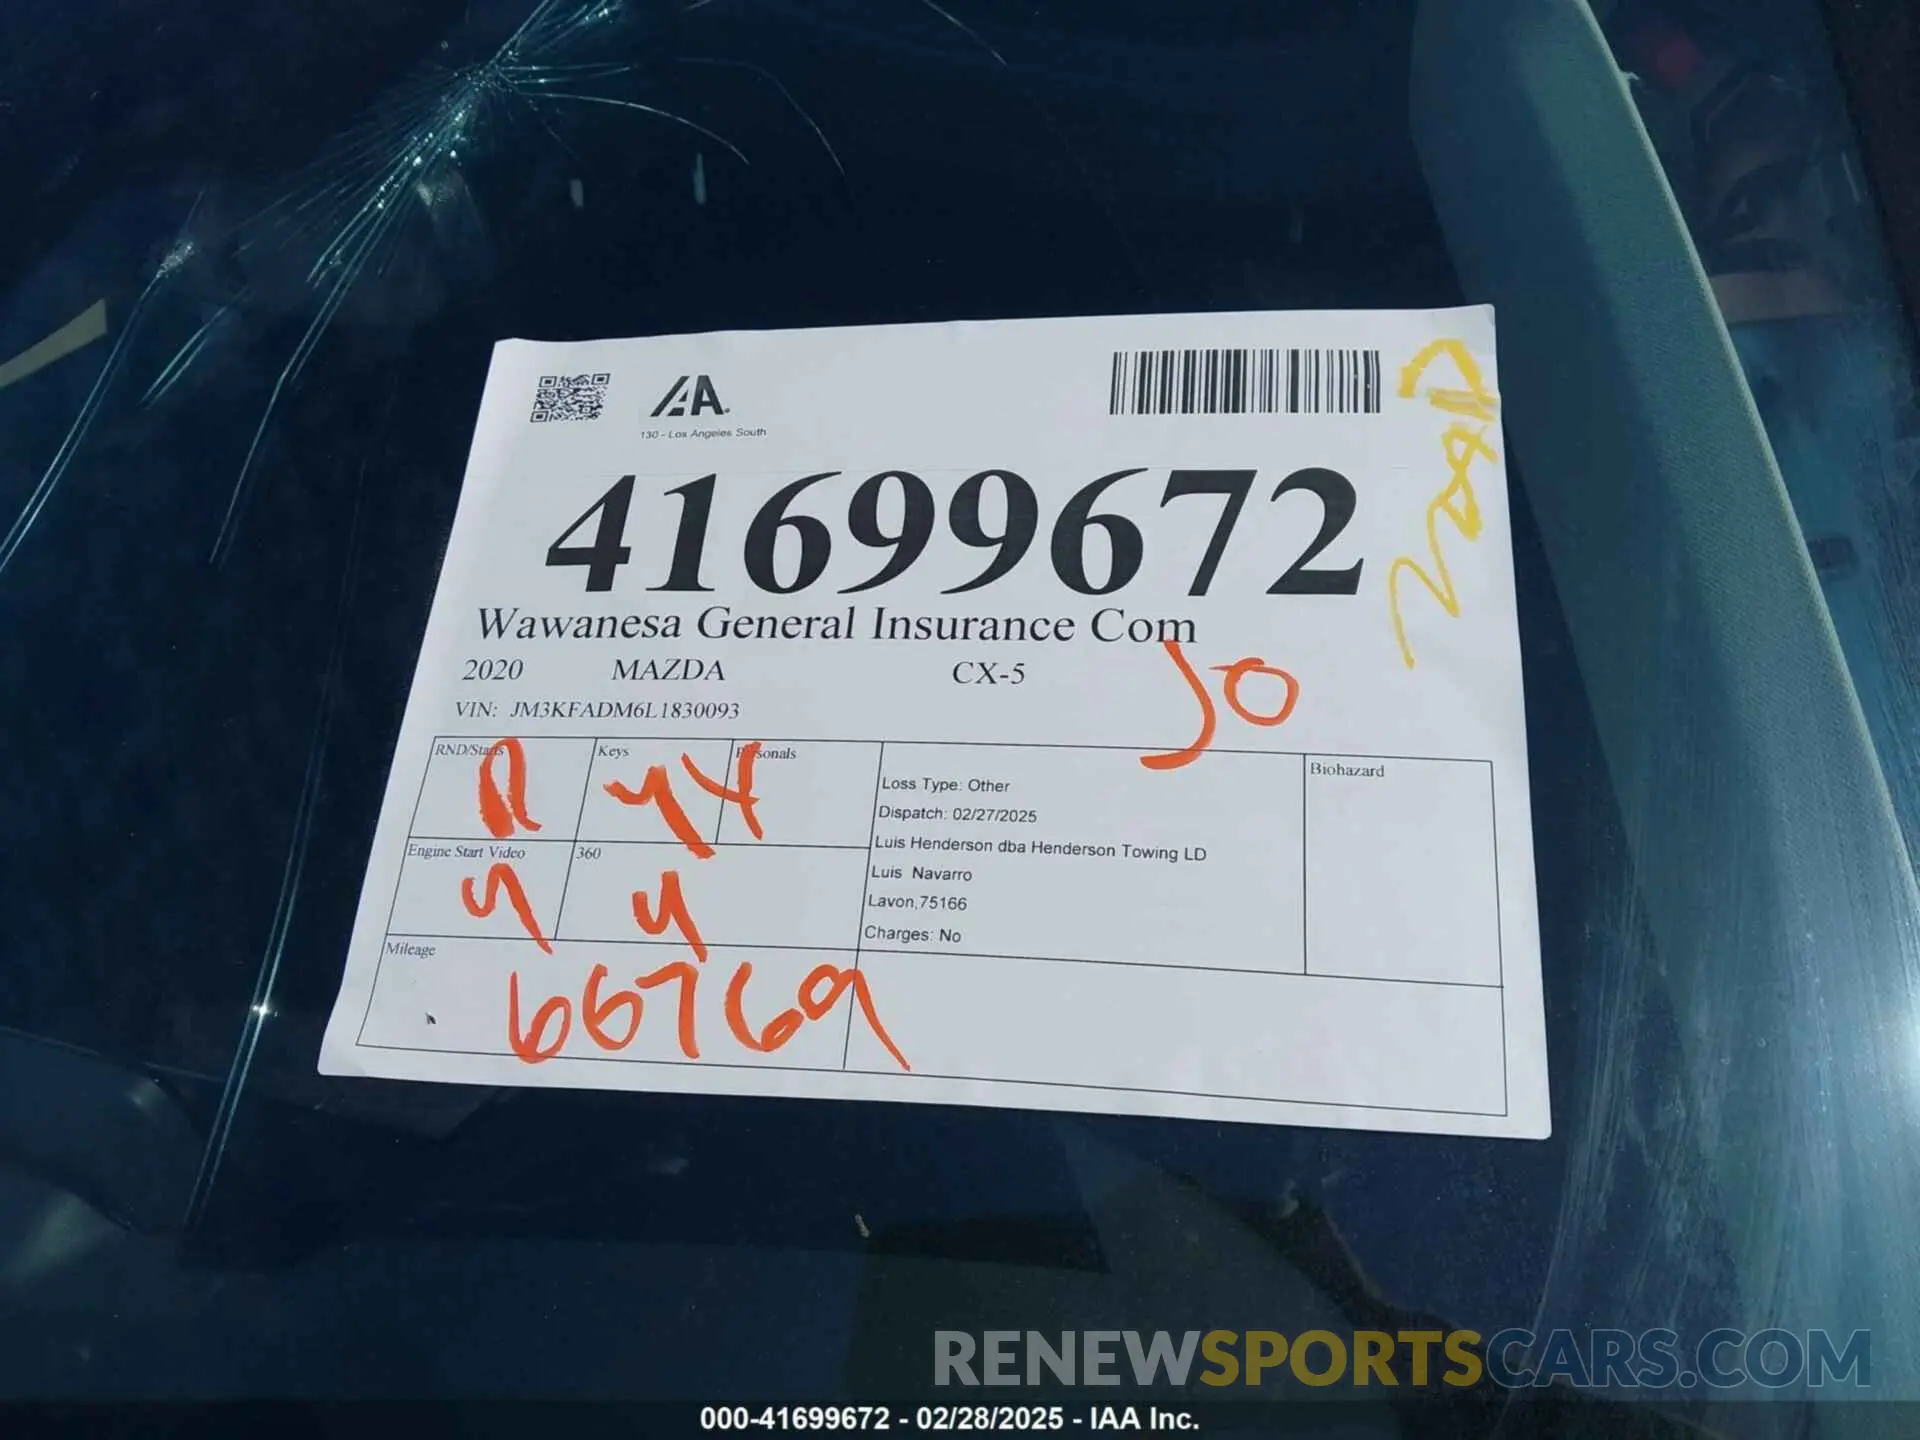 IAA.
130 - Los Angeles South
41699672
Wawanesa General Insurance Com
2020 MAZDA CX-5
JO
VIN: JM3KFADM6L1830093
RND/Starts R
Keys Y
Personals Y
Loss Type: Other
Dispatch: 02/27/2025
Luis Henderson dba Henderson Towing LD
Luis Navarro
Lavon,75166
Charges: No
Biohazard
Engine Start Video Y
360 Y
Mileage
66769
RENEWSPORTSCARS.COM
000-41699672 - 02/28/2025 - IAA Inc.